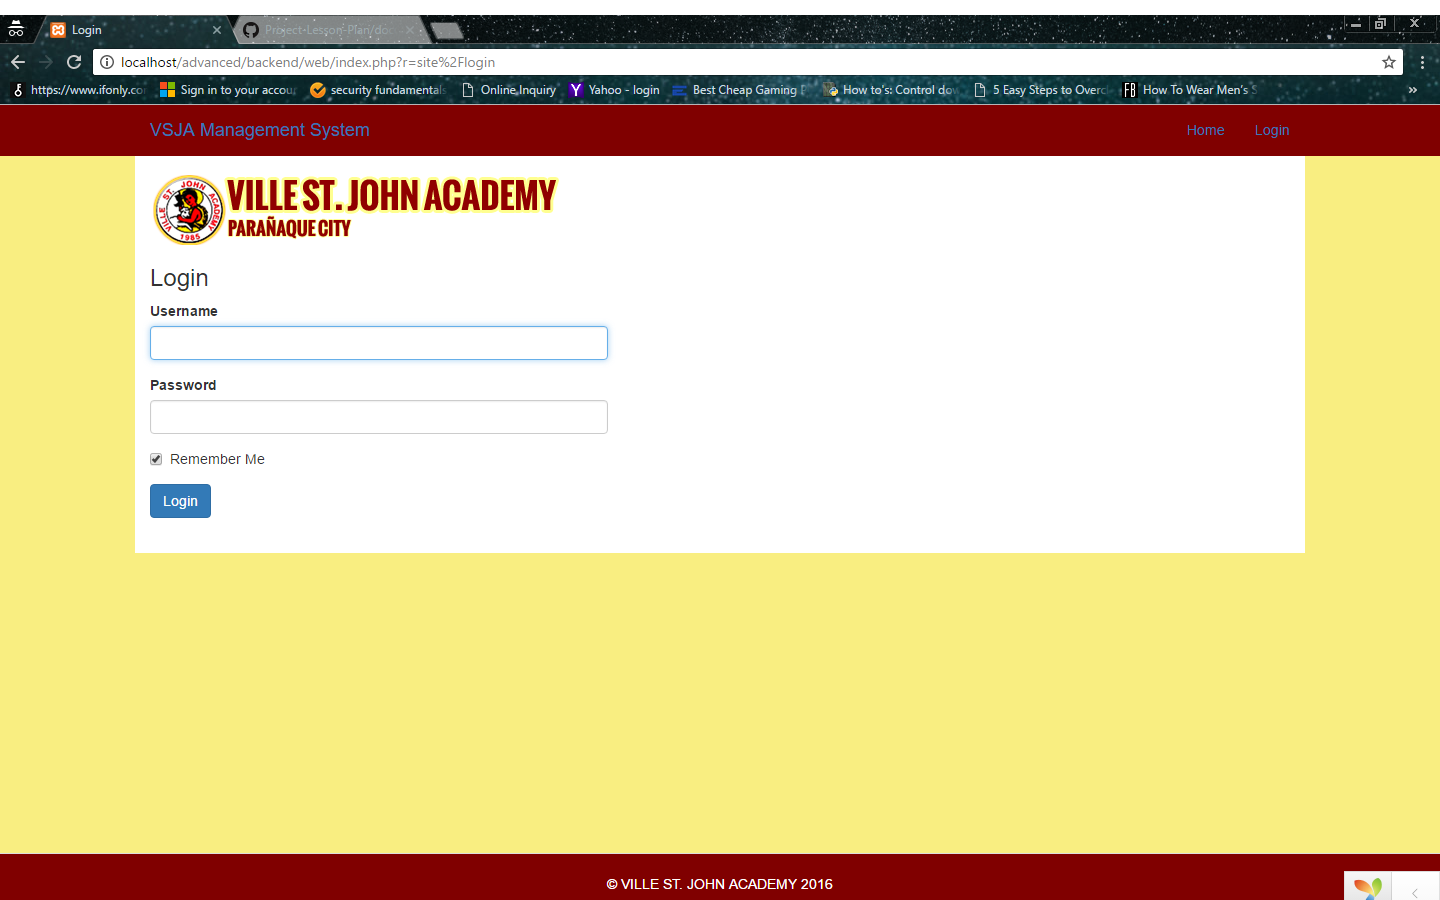 Login
Project-Lesson-Plan/do
localhost/advanced/backend/web/index.php?r=site%2Flogin
https://www.ifonly.co Sign in to your accou security fundamentals Online Inquiry Yahoo - login Best Cheap Gaming How to's: Control do 5 Easy Steps to Overc How To Wear Men's S »
VSJA Management System Home Login
VILLE ST. JOHN ACADEMY
PARAÑAQUE CITY
VILLE ST. JOHN ACADEMY
1985
Login
Username
Password
Remember Me
Login
© VILLE ST. JOHN ACADEMY 2016